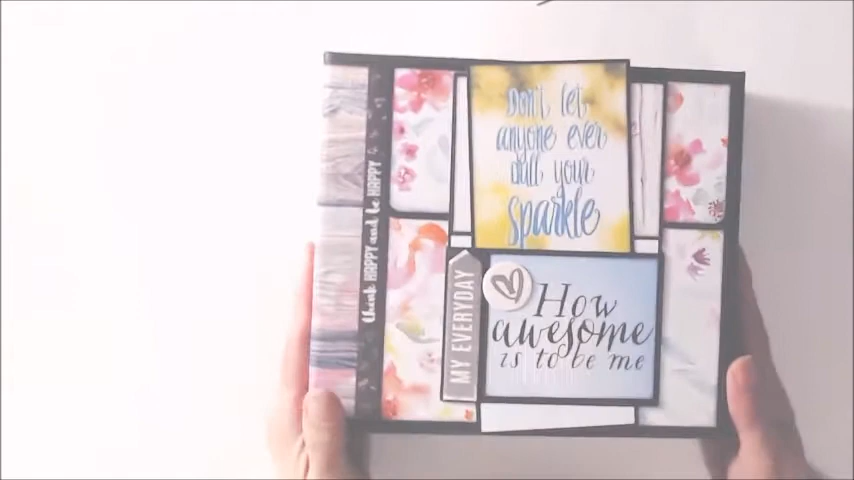 think HAPPY and be HAPPY
Don't let
anyone ever
dull your
sparkle
MY EVERYDAY
How
awesome
is to be me